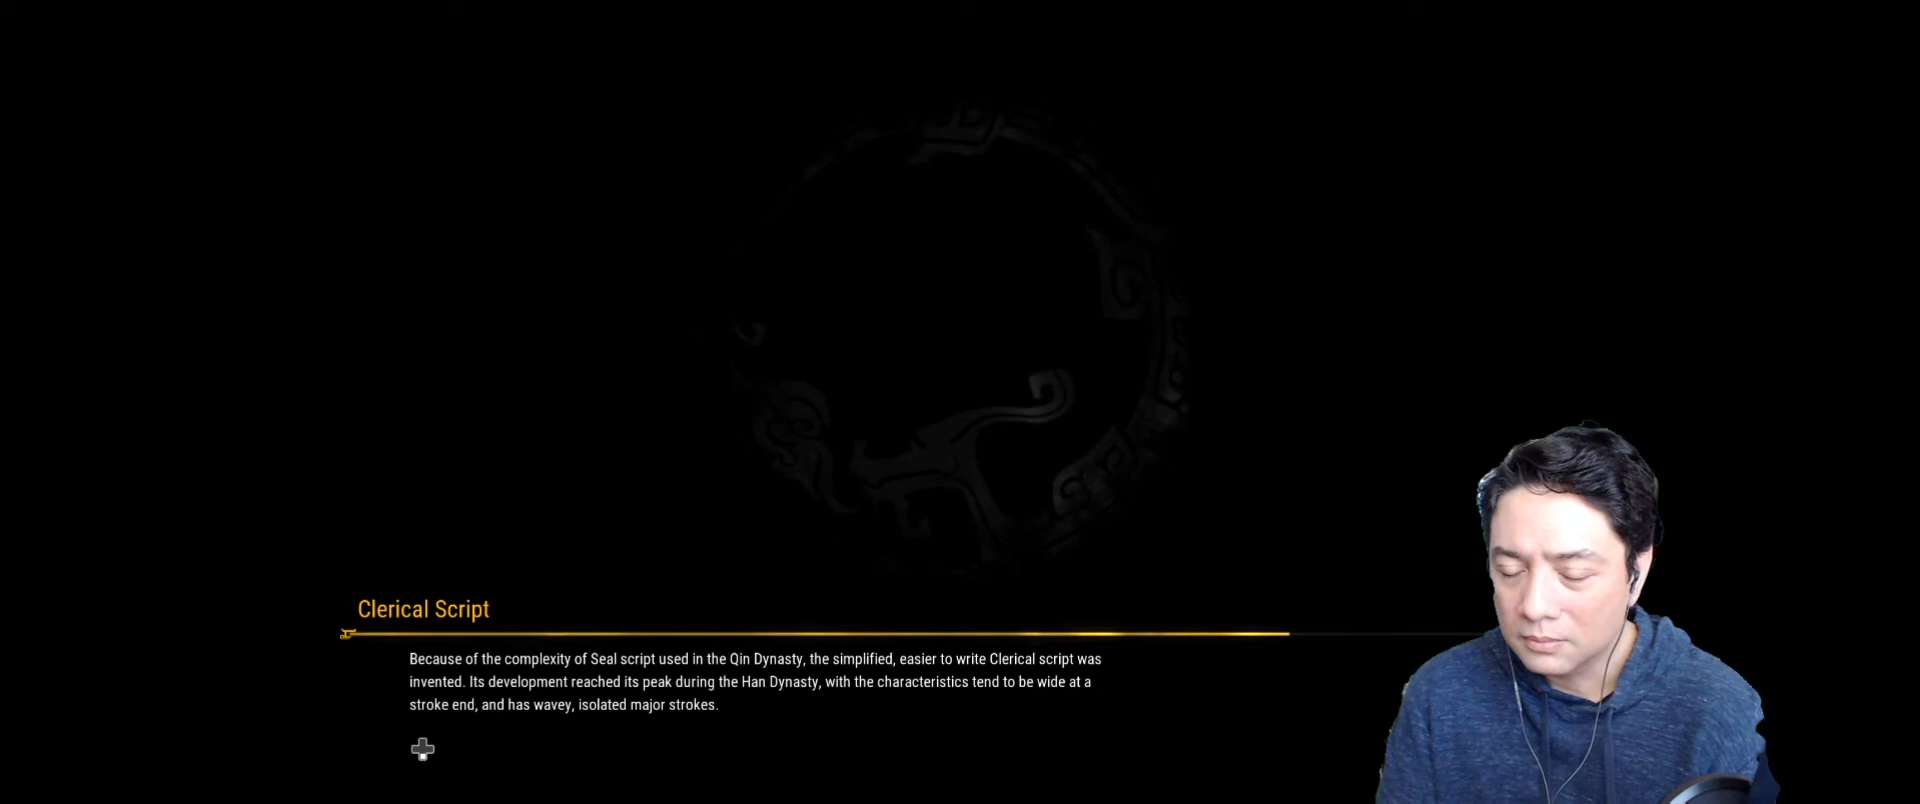 Clerical Script
Because of the complexity of Seal script used in the Qin Dynasty, the simplified, easier to write Clerical script was
invented. Its development reached its peak during the Han Dynasty, with the characteristics tend to be wide at a
stroke end, and has wavey, isolated major strokes.